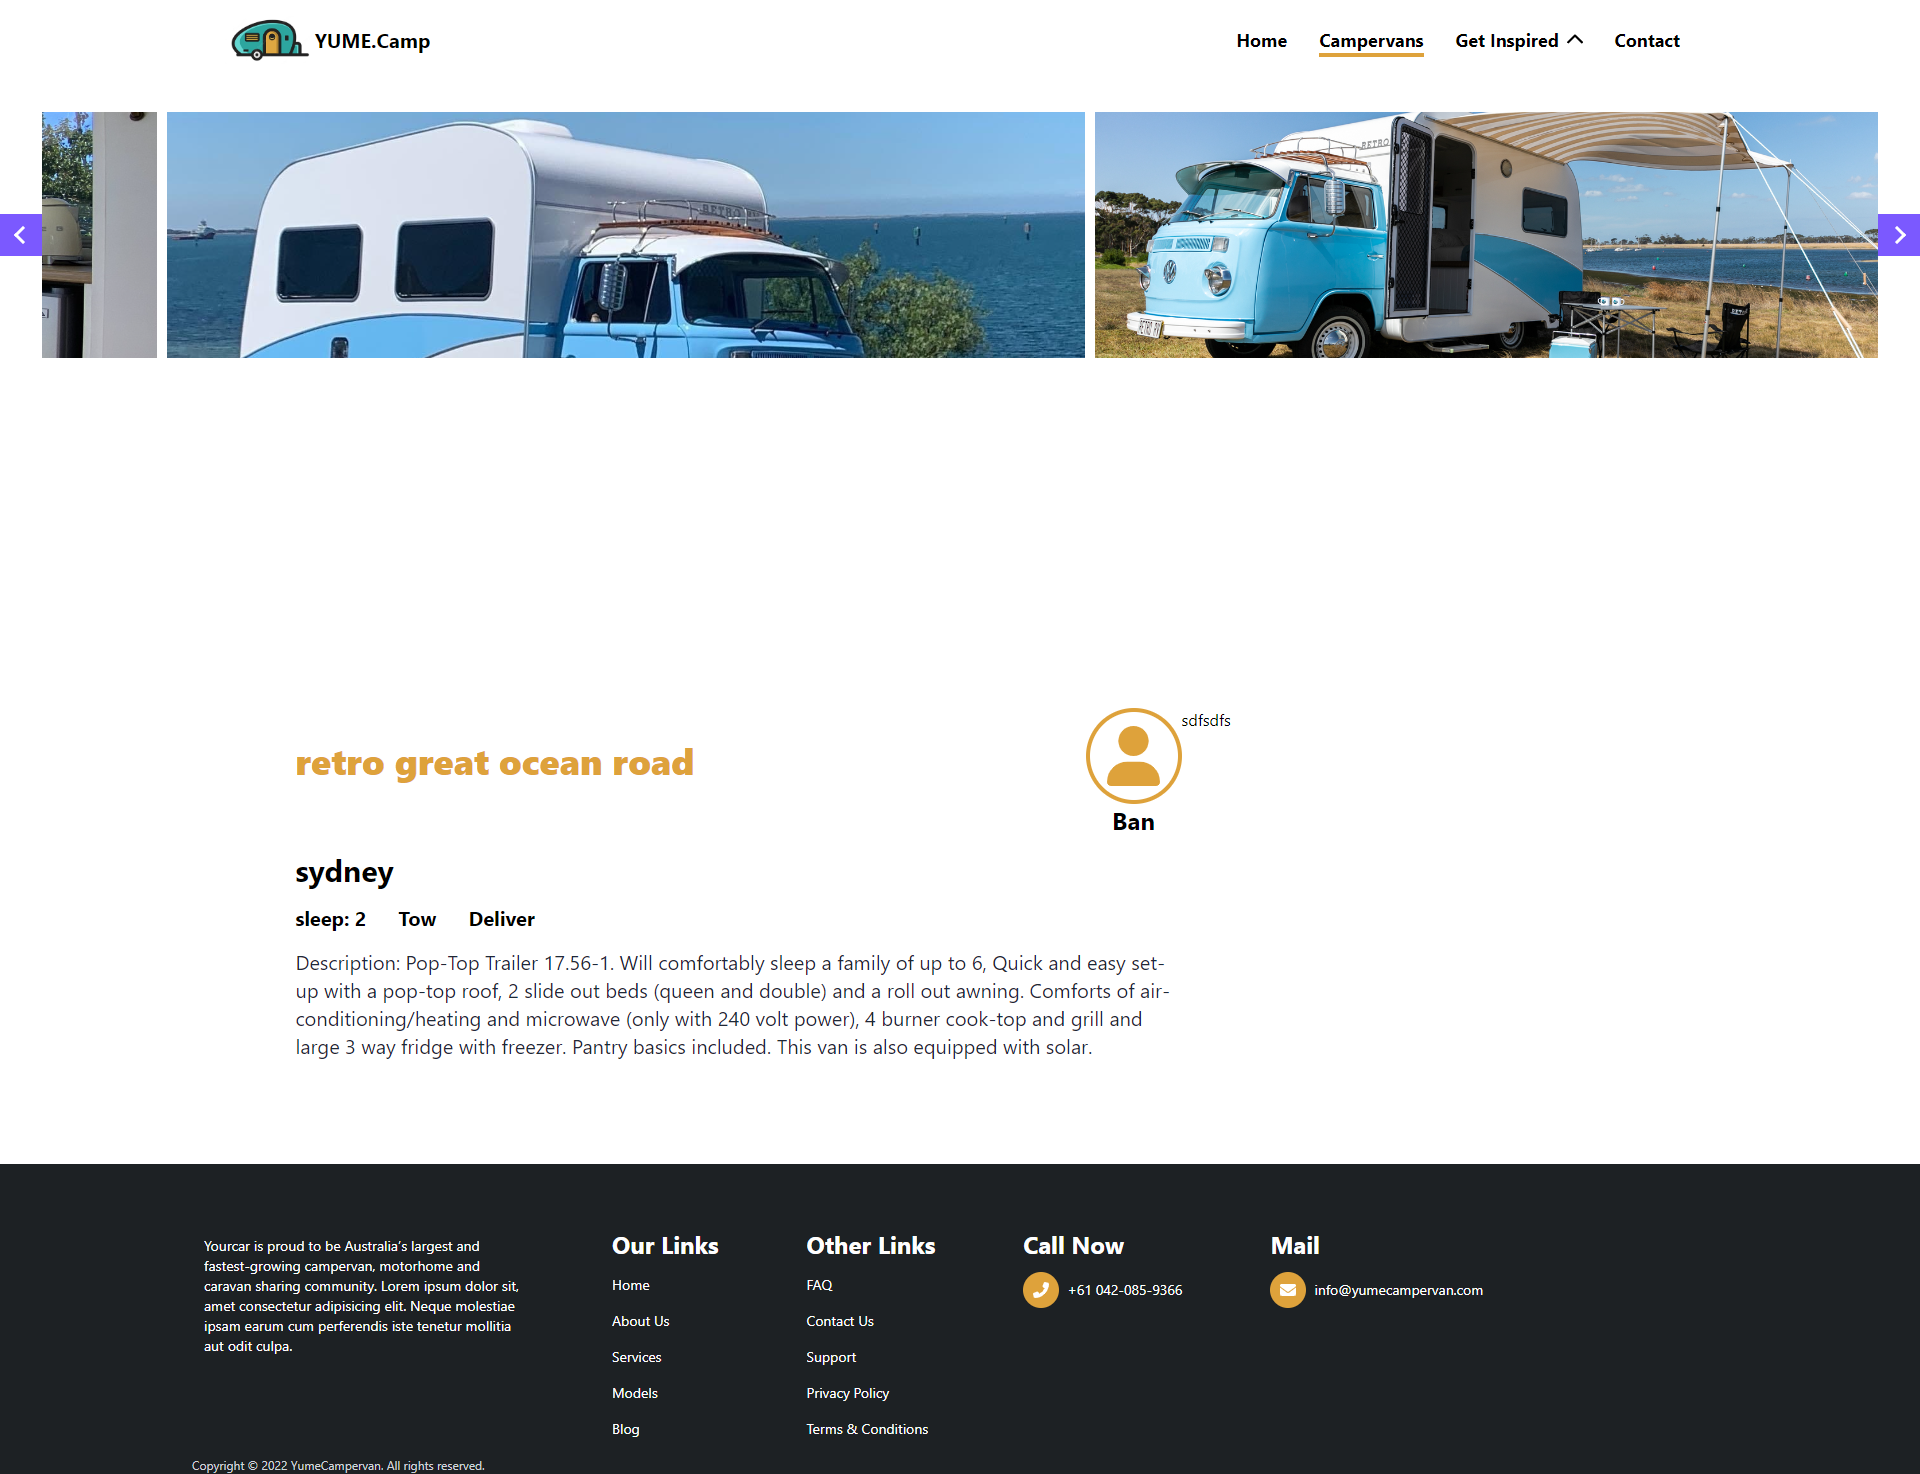 YUME.Camp
Home
Campervans
Get Inspired
Contact
RETRO
RETRO
RETRO RV
RETRO
retro great ocean road
sdfsdfs
Ban
sydney
sleep: 2
Tow
Deliver
Description: Pop-Top Trailer 17.56-1. Will comfortably sleep a family of up to 6, Quick and easy set-
up with a pop-top roof, 2 slide out beds (queen and double) and a roll out awning. Comforts of air-
conditioning/heating and microwave (only with 240 volt power), 4 burner cook-top and grill and
large 3 way fridge with freezer. Pantry basics included. This van is also equipped with solar.
Yourcar is proud to be Australia’s largest and
fastest-growing campervan, motorhome and
caravan sharing community. Lorem ipsum dolor sit,
amet consectetur adipisicing elit. Neque molestiae
ipsam earum cum perferendis iste tenetur mollitia
aut odit culpa.
Our Links
Home
About Us
Services
Models
Blog
Other Links
FAQ
Contact Us
Support
Privacy Policy
Terms & Conditions
Call Now
+61 042-085-9366
Mail
info@yumecampervan.com
Copyright © 2022 YumeCampervan. All rights reserved.